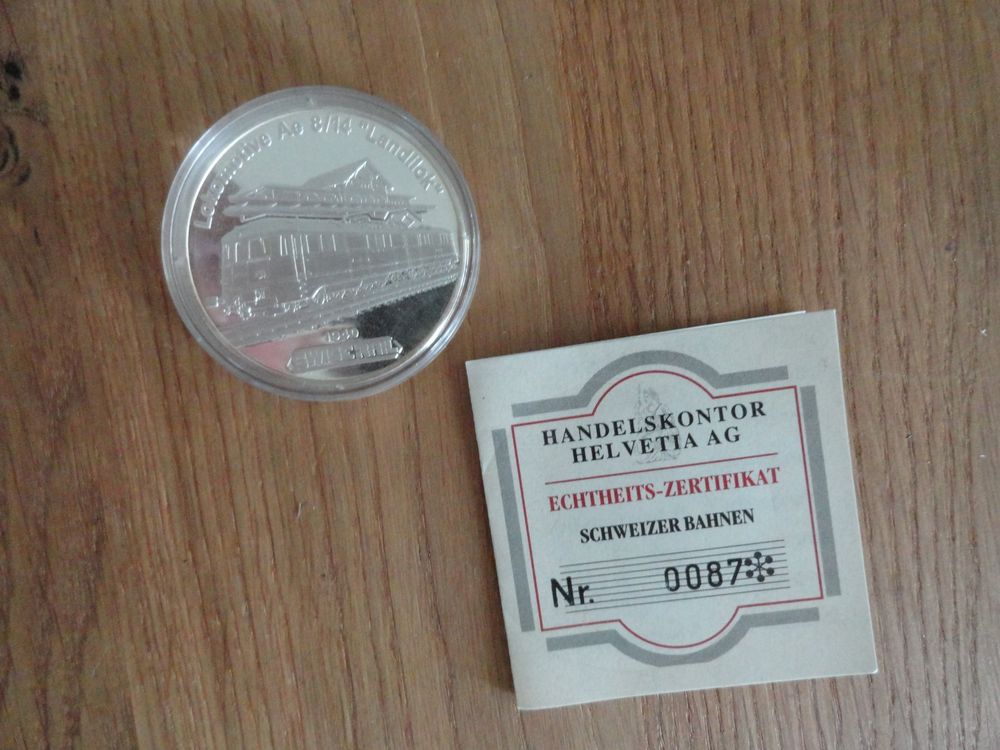 Lokomotive Ae 8/14 "Landilok"
HANDELSKONTOR
HELVETIA AG
ECHTHEITS-ZERTIFIKAT
SCHWEIZER BAHNEN
Nr. 0087